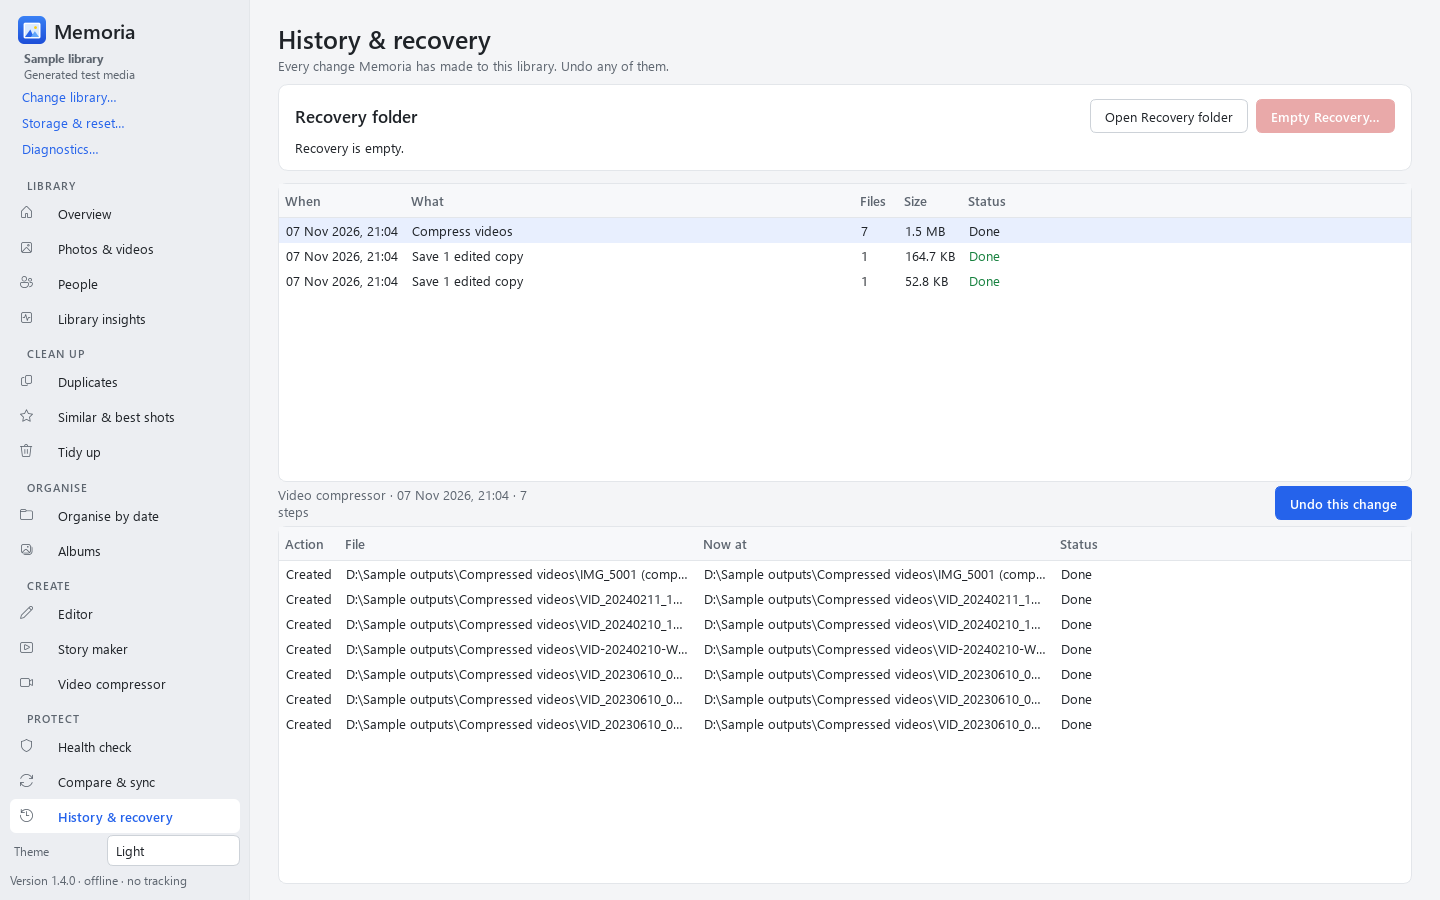 Memoria
Sample library
Generated test media
Change library...
Storage & reset...
Diagnostics...
LIBRARY
Overview
Photos & videos
People
Library insights
CLEAN UP
Duplicates
Similar & best shots
Tidy up
ORGANISE
Organise by date
Albums
CREATE
Editor
Story maker
Video compressor
PROTECT
Health check
Compare & sync
History & recovery
Theme Light
Version 1.4.0 · offline · no tracking
History & recovery
Every change Memoria has made to this library. Undo any of them.
Recovery folder
Open Recovery folder
Empty Recovery...
Recovery is empty.
When What Files Size Status
07 Nov 2026, 21:04 Compress videos 7 1.5 MB Done
07 Nov 2026, 21:04 Save 1 edited copy 1 164.7 KB Done
07 Nov 2026, 21:04 Save 1 edited copy 1 52.8 KB Done
Video compressor · 07 Nov 2026, 21:04 · 7
steps
Undo this change
Action File Now at Status
Created D:\Sample outputs\Compressed videos\IMG_5001 (comp... D:\Sample outputs\Compressed videos\IMG_5001 (comp... Done
Created D:\Sample outputs\Compressed videos\VID_20240211_1... D:\Sample outputs\Compressed videos\VID_20240211_1... Done
Created D:\Sample outputs\Compressed videos\VID_20240210_1... D:\Sample outputs\Compressed videos\VID_20240210_1... Done
Created D:\Sample outputs\Compressed videos\VID-20240210-W... D:\Sample outputs\Compressed videos\VID-20240210-W... Done
Created D:\Sample outputs\Compressed videos\VID_20230610_0... D:\Sample outputs\Compressed videos\VID_20230610_0... Done
Created D:\Sample outputs\Compressed videos\VID_20230610_0... D:\Sample outputs\Compressed videos\VID_20230610_0... Done
Created D:\Sample outputs\Compressed videos\VID_20230610_0... D:\Sample outputs\Compressed videos\VID_20230610_0... Done